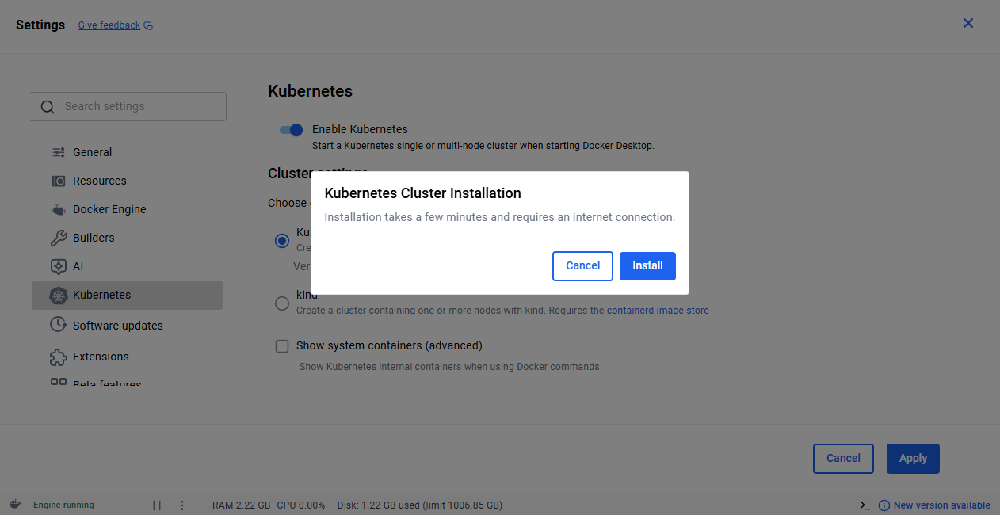 Settings Give feedback
Search settings
General
Resources
Docker Engine
Builders
AI
Kubernetes
Software updates
Extensions
Beta features
Kubernetes
Enable Kubernetes
Start a Kubernetes single or multi-node cluster when starting Docker Desktop.
Cluster settings
Choose
Ku
Cre
Ver
kind
Create a cluster containing one or more nodes with kind. Requires the containerd image store
Show system containers (advanced)
Show Kubernetes internal containers when using Docker commands.
Kubernetes Cluster Installation
Installation takes a few minutes and requires an internet connection.
Cancel Install
Cancel Apply
Engine running RAM 2.22 GB CPU 0.00% Disk: 1.22 GB used (limit 1006.85 GB) New version available